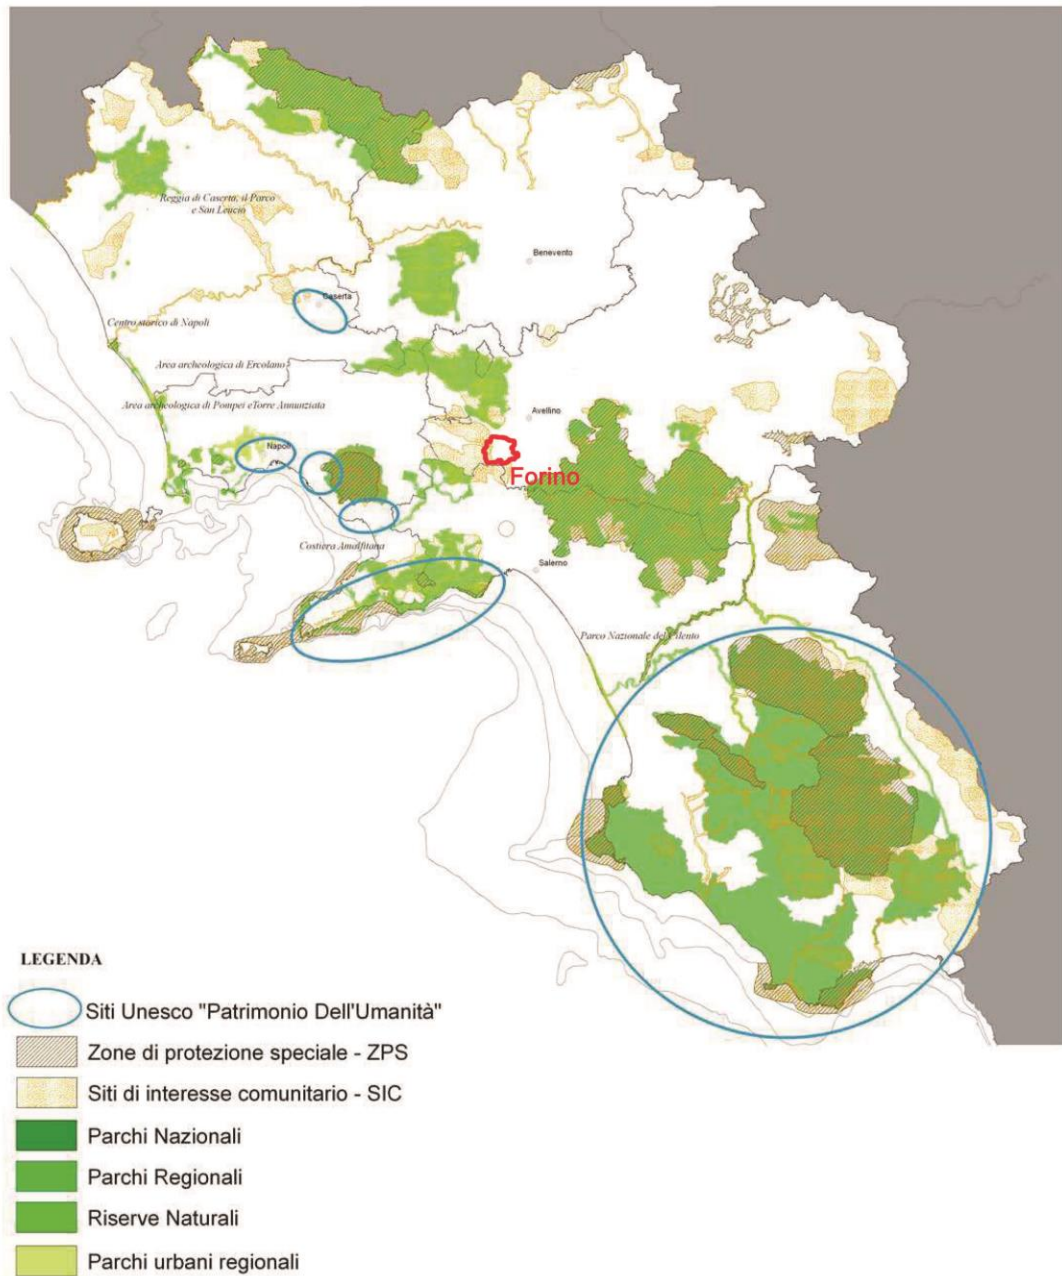 Reggia di Caserta, il Parco
e San Leucio
Benevento
Caserta
Centro storico di Napoli
Area archeologica di Ercolano
Area archeologica di Pompei eTorre Annunziata
Avellino
Napoli
Forino
Costiera Amalfitana
Salerno
Parco Nazionale del Cilento
LEGENDA
Siti Unesco "Patrimonio Dell'Umanità"
Zone di protezione speciale - ZPS
Siti di interesse comunitario - SIC
Parchi Nazionali
Parchi Regionali
Riserve Naturali
Parchi urbani regionali